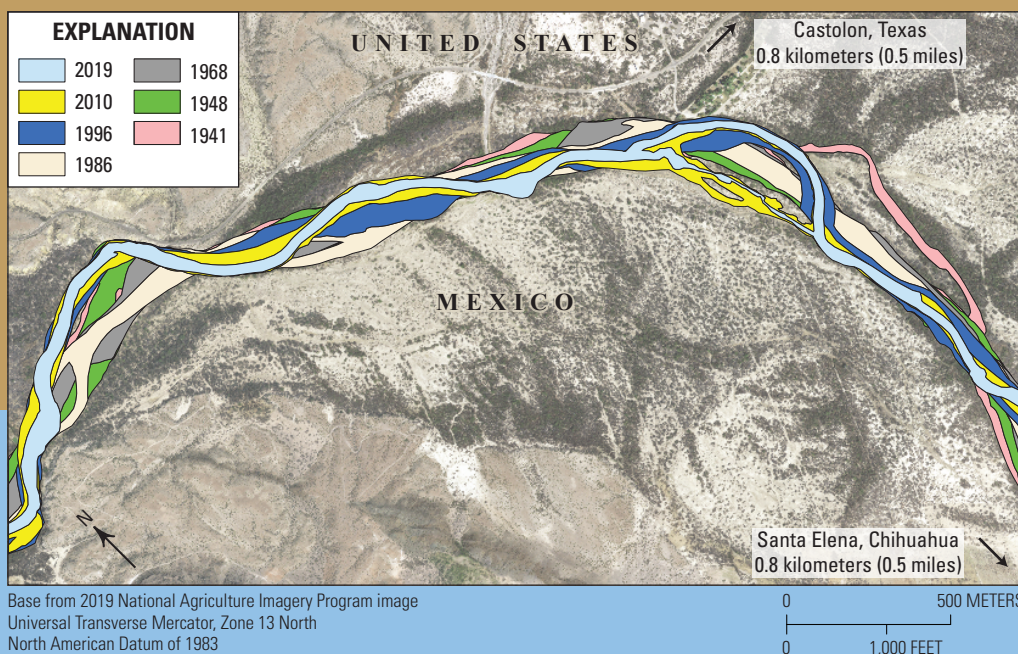 EXPLANATION
2019
2010
1996
1986
1968
1948
1941
UNITED STATES
Castolon, Texas
0.8 kilometers (0.5 miles)
MEXICO
N
Santa Elena, Chihuahua
0.8 kilometers (0.5 miles)
Base from 2019 National Agriculture Imagery Program image
Universal Transverse Mercator, Zone 13 North
North American Datum of 1983
0 500 METERS
0 1,000 FEET